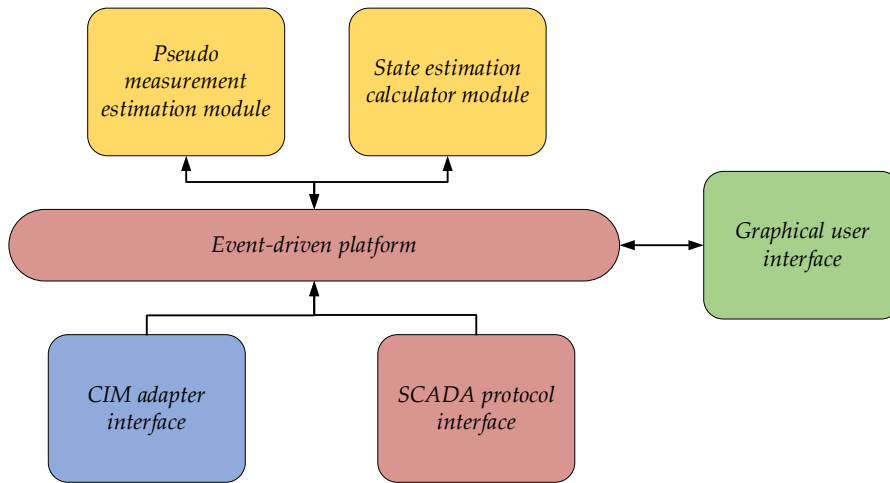 Pseudo
measurement
estimation module
State estimation
calculator module
Event-driven platform
Graphical user
interface
CIM adapter
interface
SCADA protocol
interface